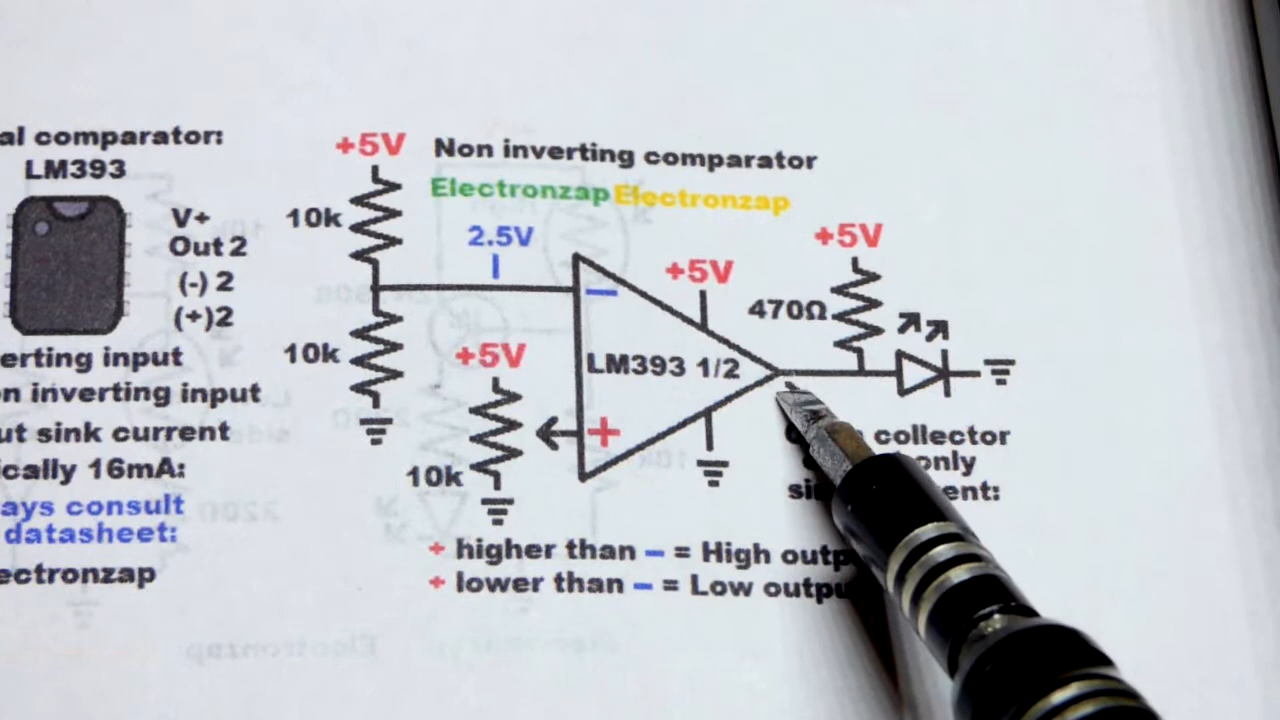 al comparator:
LM393
V+
Out 2
(-) 2
(+)2
erting input
n inverting input
ut sink current
ically 16mA:
ays consult
datasheet:
ectronzap
+5V
Non inverting comparator
Electronzap Electronzap
10k
2.5V
+5V
+5V
470Ω
−
10k
+5V
LM393 1/2
+
10k
collector
only
+ higher than − = High outp
+ lower than − = Low outpu